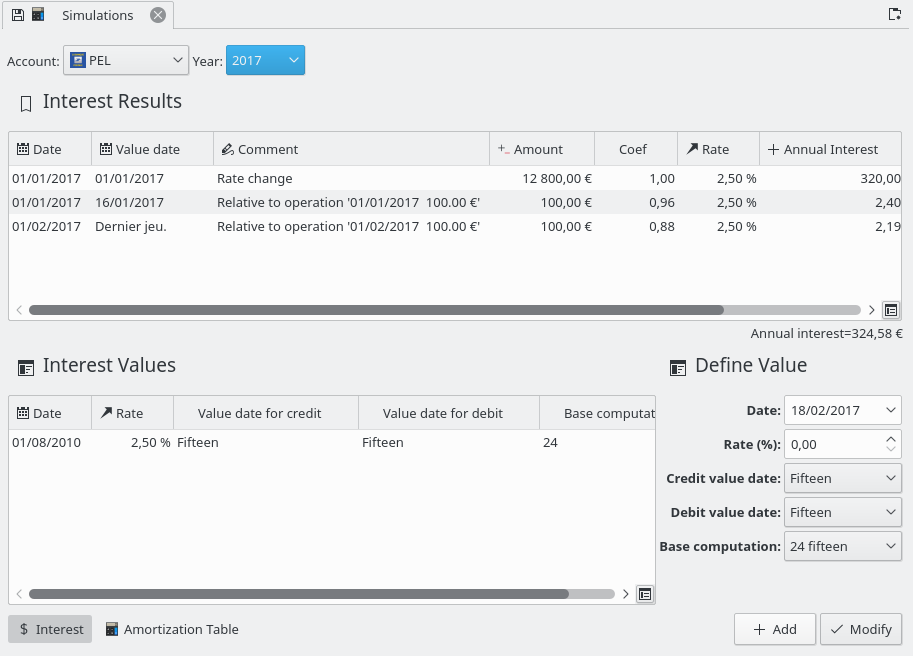 Simulations
Account: PEL Year: 2017
Interest Results
Date Value date Comment Amount Coef Rate Annual Interest
01/01/2017 01/01/2017 Rate change 12 800,00 € 1,00 2,50 % 320,00
01/01/2017 16/01/2017 Relative to operation '01/01/2017  100.00 €' 100,00 € 0,96 2,50 % 2,40
01/02/2017 Dernier jeu. Relative to operation '01/02/2017  100.00 €' 100,00 € 0,88 2,50 % 2,19
Annual interest=324,58 €
Interest Values
Date Rate Value date for credit Value date for debit Base computat
01/08/2010 2,50 % Fifteen Fifteen 24
Define Value
Date: 18/02/2017
Rate (%): 0,00
Credit value date: Fifteen
Debit value date: Fifteen
Base computation: 24 fifteen
$ Interest Amortization Table + Add Modify